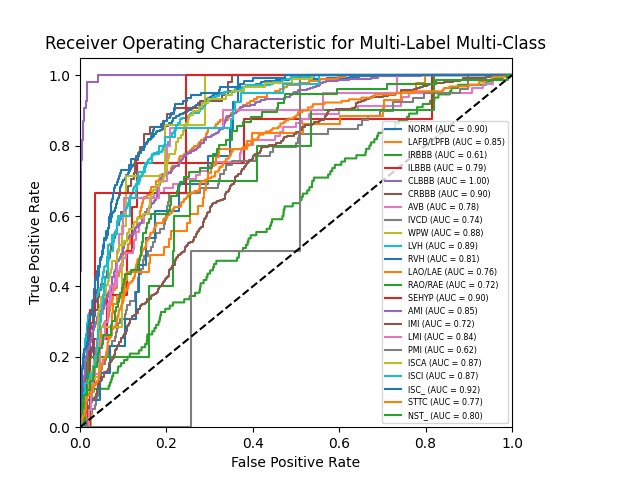 Receiver Operating Characteristic for Multi-Label Multi-Class
1.0
0.8
0.6
0.4
0.2
0.0
True Positive Rate
NORM (AUC = 0.90)
LAFB/LPFB (AUC = 0.85)
IRBBB (AUC = 0.61)
ILBBB (AUC = 0.79)
CLBBB (AUC = 1.00)
CRBBB (AUC = 0.90)
AVB (AUC = 0.78)
IVCD (AUC = 0.74)
WPW (AUC = 0.88)
LVH (AUC = 0.89)
RVH (AUC = 0.81)
LAO/LAE (AUC = 0.76)
RAO/RAE (AUC = 0.72)
SEHYP (AUC = 0.90)
AMI (AUC = 0.85)
IMI (AUC = 0.72)
LMI (AUC = 0.84)
PMI (AUC = 0.62)
ISCA (AUC = 0.87)
ISCI (AUC = 0.87)
ISC_ (AUC = 0.92)
STTC (AUC = 0.77)
NST_ (AUC = 0.80)
0.0 0.2 0.4 0.6 0.8 1.0
False Positive Rate